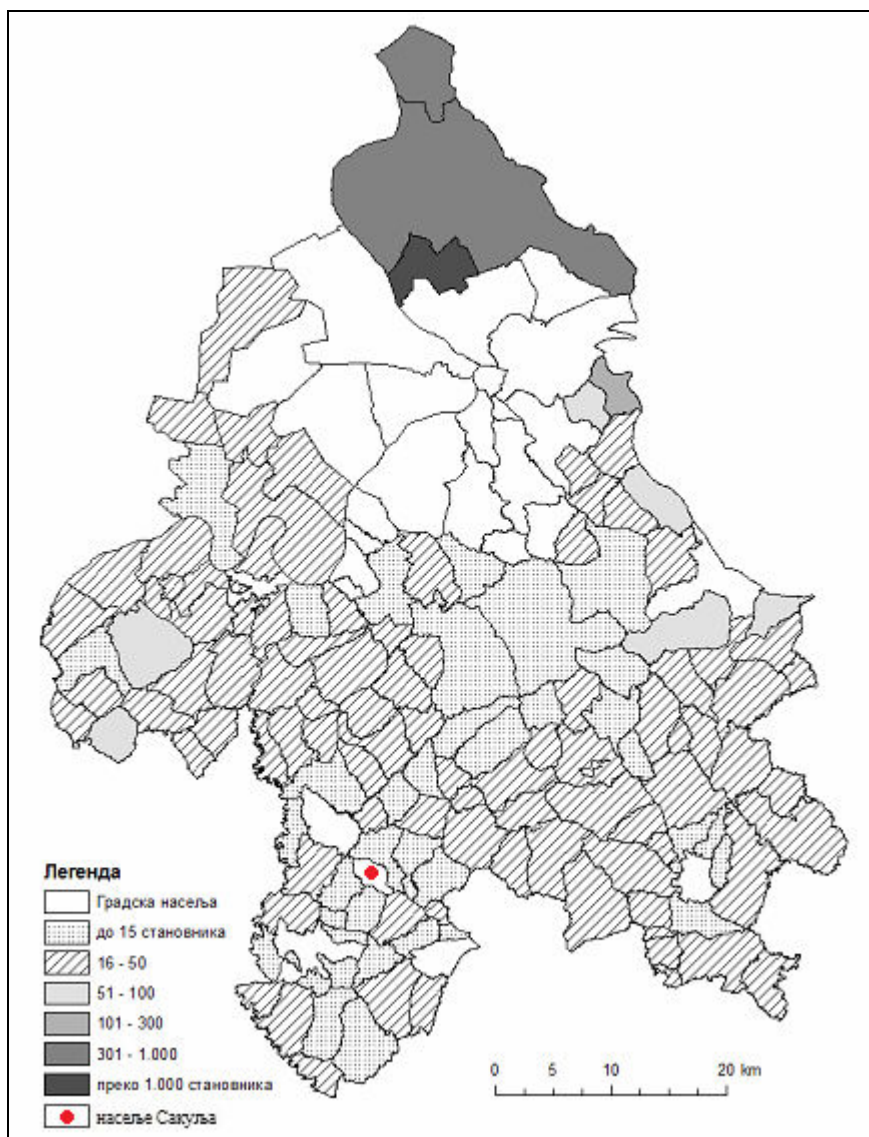 Легенда
Градска насеља
до 15 становника
16 - 50
51 - 100
101 - 300
301 - 1.000
преко 1.000 становника
насеље Сакуља
0 5 10 20 km